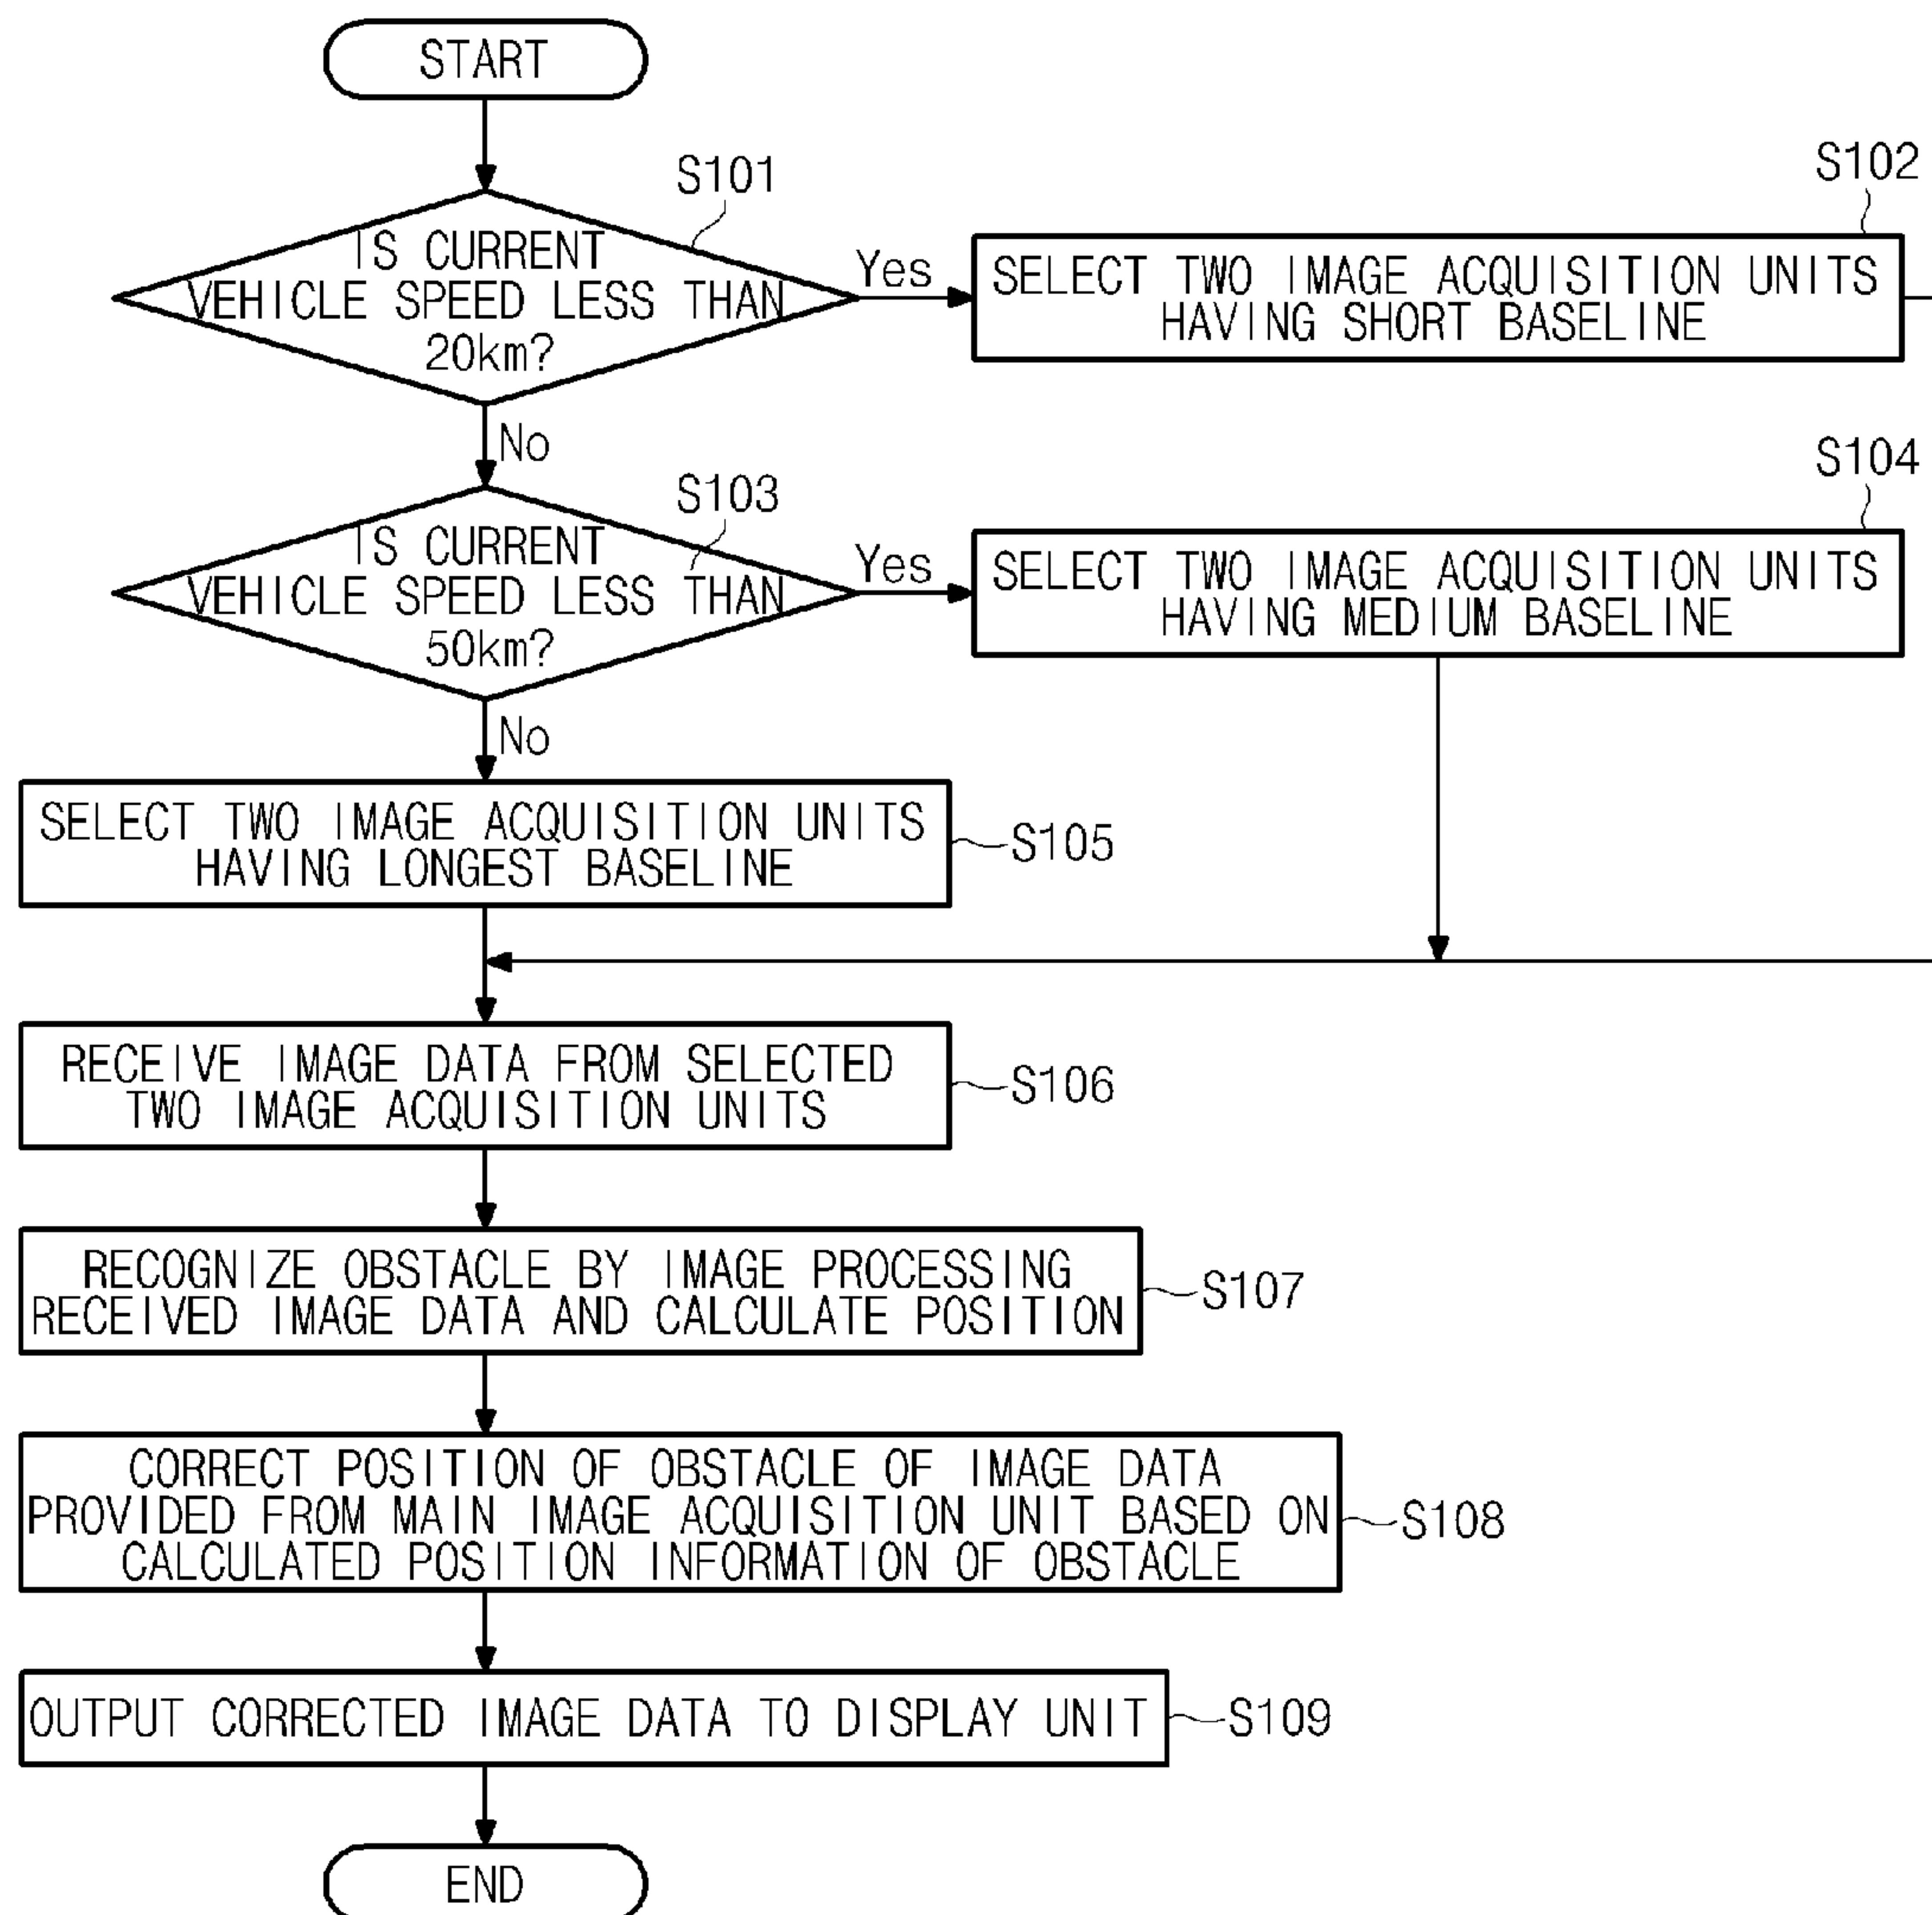 START
S101
IS CURRENT
VEHICLE SPEED LESS THAN
20km?
Yes
S102
SELECT TWO IMAGE ACQUISITION UNITS
HAVING SHORT BASELINE
No
S103
IS CURRENT
VEHICLE SPEED LESS THAN
50km?
Yes
S104
SELECT TWO IMAGE ACQUISITION UNITS
HAVING MEDIUM BASELINE
No
SELECT TWO IMAGE ACQUISITION UNITS
HAVING LONGEST BASELINE
S105
RECEIVE IMAGE DATA FROM SELECTED
TWO IMAGE ACQUISITION UNITS
S106
RECOGNIZE OBSTACLE BY IMAGE PROCESSING
RECEIVED IMAGE DATA AND CALCULATE POSITION
S107
CORRECT POSITION OF OBSTACLE OF IMAGE DATA
PROVIDED FROM MAIN IMAGE ACQUISITION UNIT BASED ON
CALCULATED POSITION INFORMATION OF OBSTACLE
S108
OUTPUT CORRECTED IMAGE DATA TO DISPLAY UNIT
S109
END